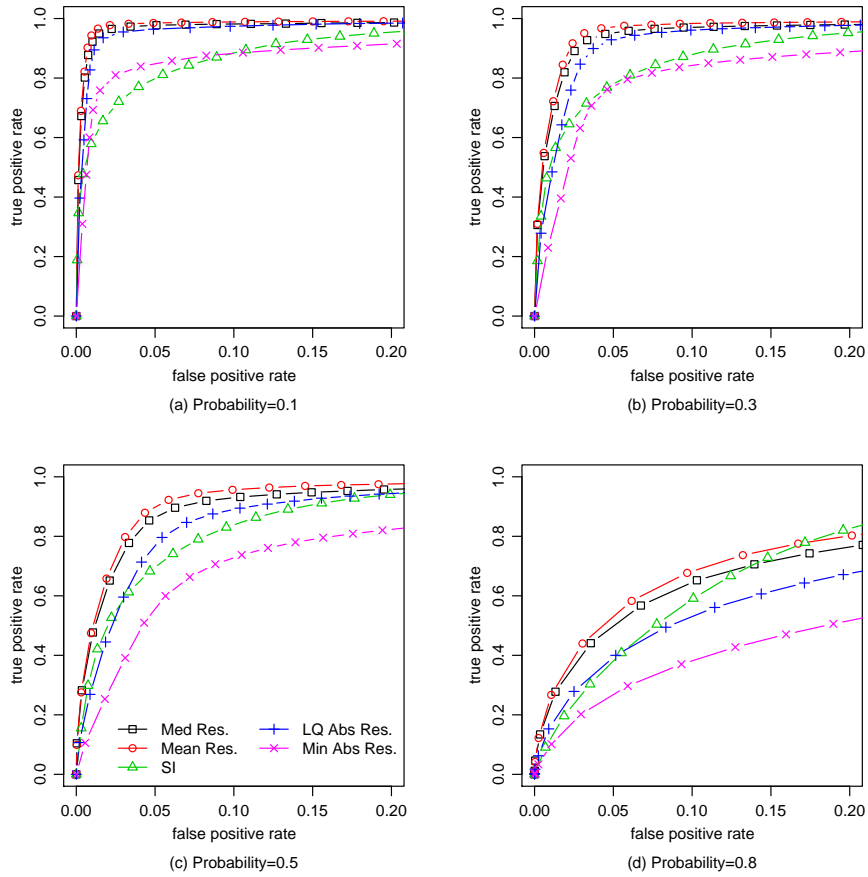 true positive rate
0.0 0.2 0.4 0.6 0.8 1.0
0.00 0.05 0.10 0.15 0.20
false positive rate
(a) Probability=0.1
true positive rate
0.0 0.2 0.4 0.6 0.8 1.0
0.00 0.05 0.10 0.15 0.20
false positive rate
(b) Probability=0.3
true positive rate
0.0 0.2 0.4 0.6 0.8 1.0
Med Res.
Mean Res.
SI
LQ Abs Res.
Min Abs Res.
0.00 0.05 0.10 0.15 0.20
false positive rate
(c) Probability=0.5
true positive rate
0.0 0.2 0.4 0.6 0.8 1.0
0.00 0.05 0.10 0.15 0.20
false positive rate
(d) Probability=0.8